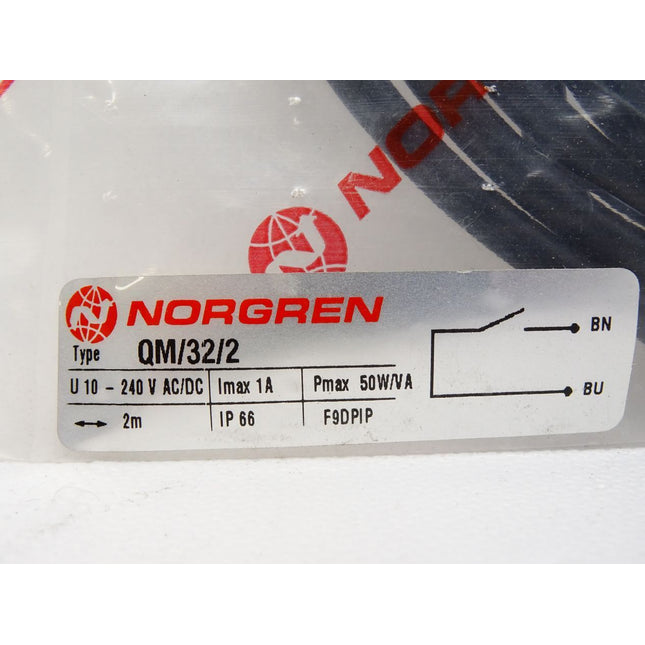 NORGREN
NORGREN
Type QM/32/2
U 10 - 240 V AC/DC Imax 1A Pmax 50W/VA
2m IP 66 F9DPIP
BN
BU